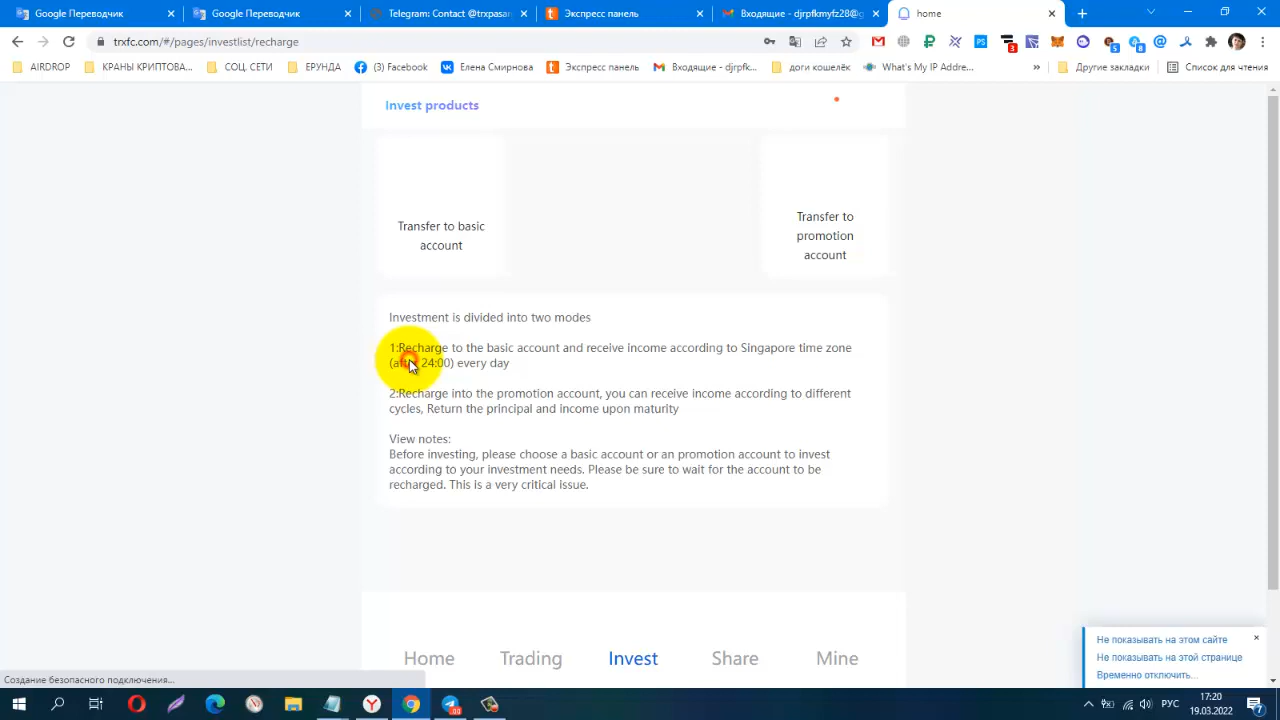 Google Переводчик
Google Переводчик
Telegram: Contact @trxpasar
Экспресс панель
Входящие - djrpfkmyfz28@g
home
trxfc.com/#/pages/investlist/recharge
AIRDROP
КРАНЫ КРИПТОВА...
СОЦ. СЕТИ
ЕРУНДА
(3) Facebook
Елена Смирнова
Экспресс панель
Входящие - djrpfk...
доги кошелёк
What's My IP Addre...
Другие закладки
Список для чтения
Invest products
Transfer to basic
account
Transfer to
promotion
account
Investment is divided into two modes
1:Recharge to the basic account and receive income according to Singapore time zone
(after 24:00) every day
2:Recharge into the promotion account, you can receive income according to different
cycles, Return the principal and income upon maturity
View notes:
Before investing, please choose a basic account or an promotion account to invest
according to your investment needs. Please be sure to wait for the account to be
recharged. This is a very critical issue.
Home
Trading
Invest
Share
Mine
Не показывать на этом сайте
Не показывать на этой странице
Временно отключить...
Создание безопасного подключения...
РУС
17:20
19.03.2022